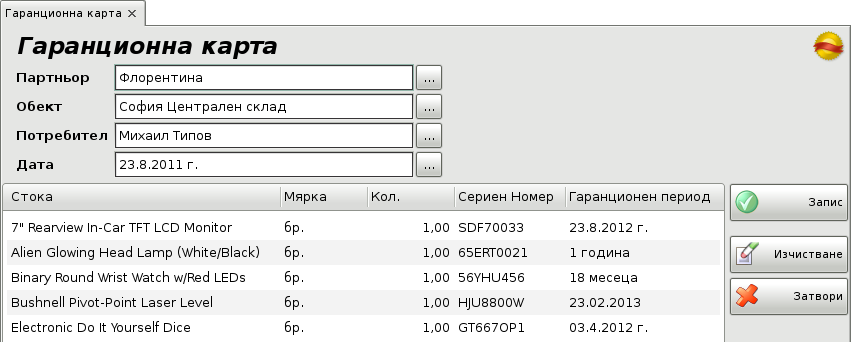 Гаранционна карта
Гаранционна карта
Партньор Флорентина ...
Обект София Централен склад ...
Потребител Михаил Типов ...
Дата 23.8.2011 г. ...
Стока Мярка Кол. Сериен Номер Гаранционен период
7" Rearview In-Car TFT LCD Monitor бр. 1,00 SDF70033 23.8.2012 г.
Alien Glowing Head Lamp (White/Black) бр. 1,00 65ERT0021 1 година
Binary Round Wrist Watch w/Red LEDs бр. 1,00 56YHU456 18 месеца
Bushnell Pivot-Point Laser Level бр. 1,00 HJU8800W 23.02.2013
Electronic Do It Yourself Dice бр. 1,00 GT667OP1 03.4.2012 г.
Запис
Изчистване
Затвори